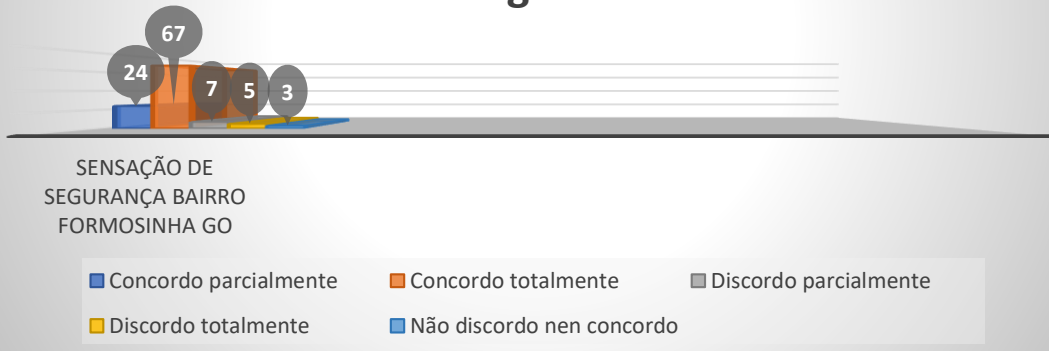 67
24
7
5
3
SENSAÇÃO DE
SEGURANÇA BAIRRO
FORMOSINHA GO
Concordo parcialmente
Concordo totalmente
Discordo parcialmente
Discordo totalmente
Não discordo nen concordo